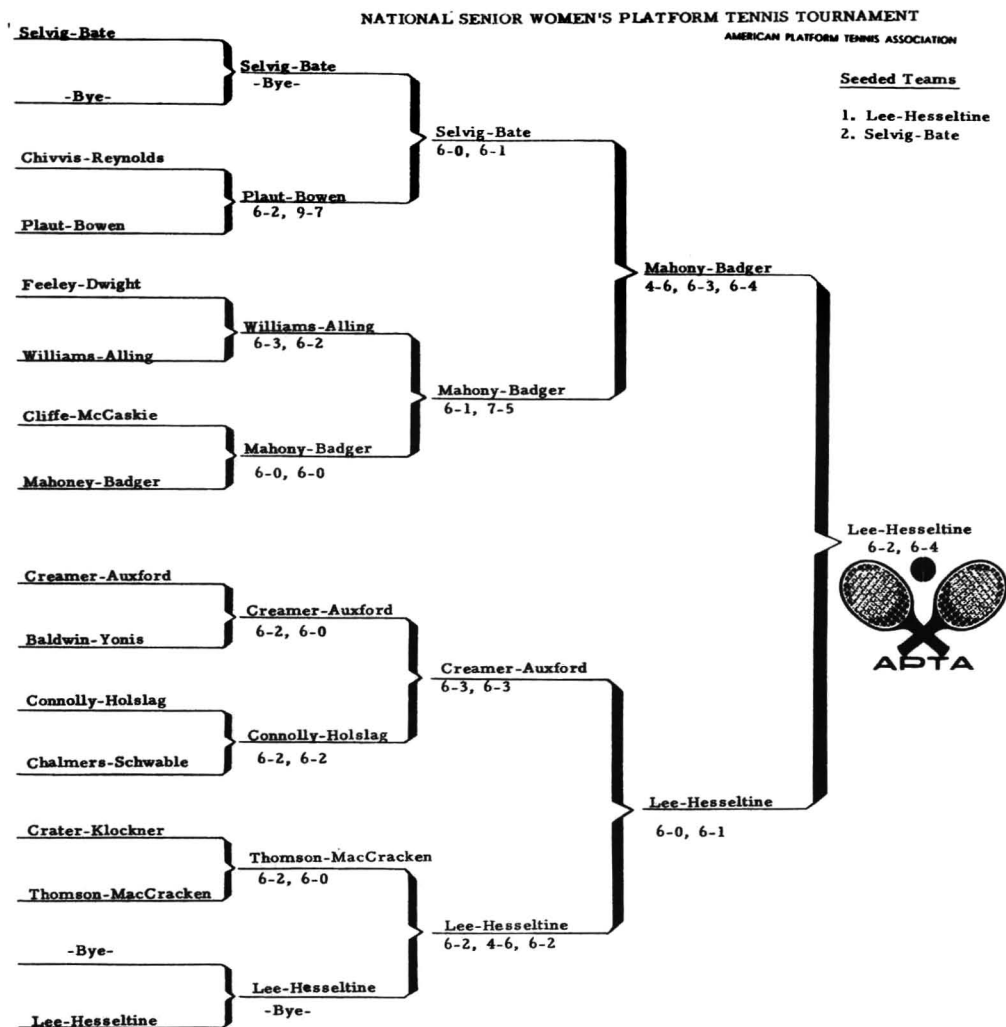 NATIONAL SENIOR WOMEN'S PLATFORM TENNIS TOURNAMENT
AMERICAN PLATFORM TENNIS ASSOCIATION
Seeded Teams
1. Lee-Hesseltine
2. Selvig-Bate
Selvig-Bate
-Bye-
Chivvis-Reynolds
Plaut-Bowen
Feeley-Dwight
Williams-Alling
Cliffe-McCaskie
Mahoney-Badger
Creamer-Auxford
Baldwin-Yonis
Connolly-Holslag
Chalmers-Schwable
Crater-Klockner
Thomson-MacCracken
-Bye-
Lee-Hesseltine
Selvig-Bate
-Bye-
Plaut-Bowen
6-2, 9-7
Williams-Alling
6-3, 6-2
Mahony-Badger
6-0, 6-0
Creamer-Auxford
6-2, 6-0
Connolly-Holslag
6-2, 6-2
Thomson-MacCracken
6-2, 6-0
Lee-Hesseltine
-Bye-
Selvig-Bate
6-0, 6-1
Mahony-Badger
6-1, 7-5
Creamer-Auxford
6-3, 6-3
Lee-Hesseltine
6-2, 4-6, 6-2
Mahony-Badger
4-6, 6-3, 6-4
Lee-Hesseltine
6-0, 6-1
Lee-Hesseltine
6-2, 6-4
APTA